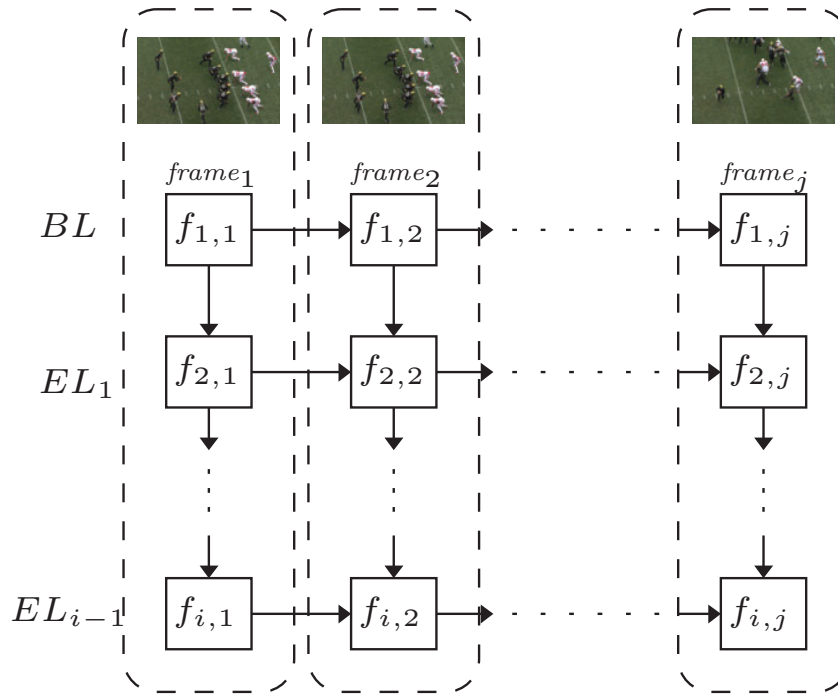 frame₁ frame₂ frameⱼ
BL f₁,₁ f₁,₂ . . . . . . . f₁,ⱼ
EL₁ f₂,₁ f₂,₂ . . . . . . . f₂,ⱼ
ELᵢ₋₁ fᵢ,₁ fᵢ,₂ . . . . . . . fᵢ,ⱼ